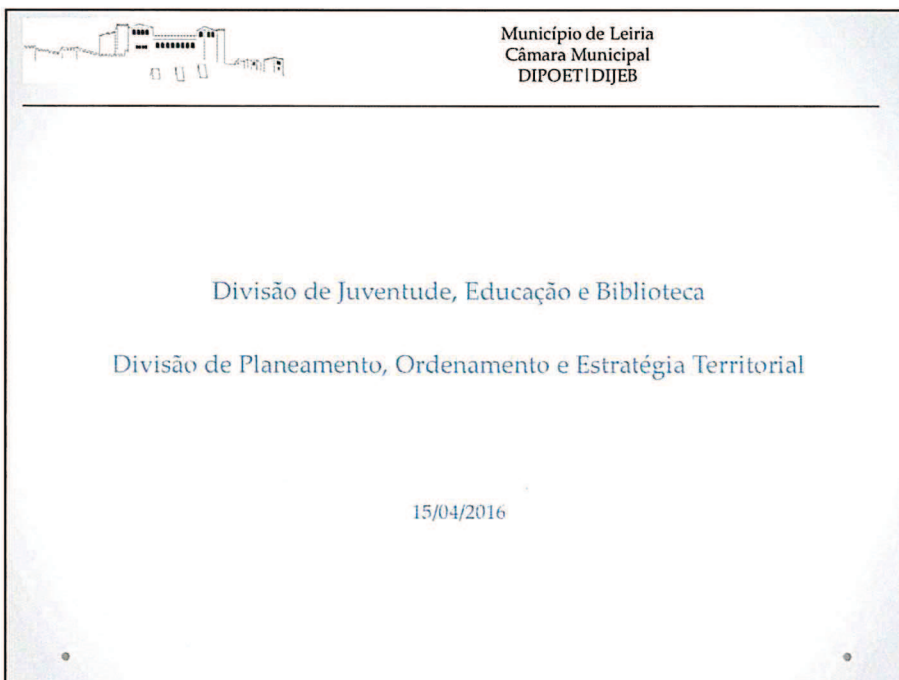 Município de Leiria
Câmara Municipal
DIPOET|DIJEB
Divisão de Juventude, Educação e Biblioteca
Divisão de Planeamento, Ordenamento e Estratégia Territorial
15/04/2016